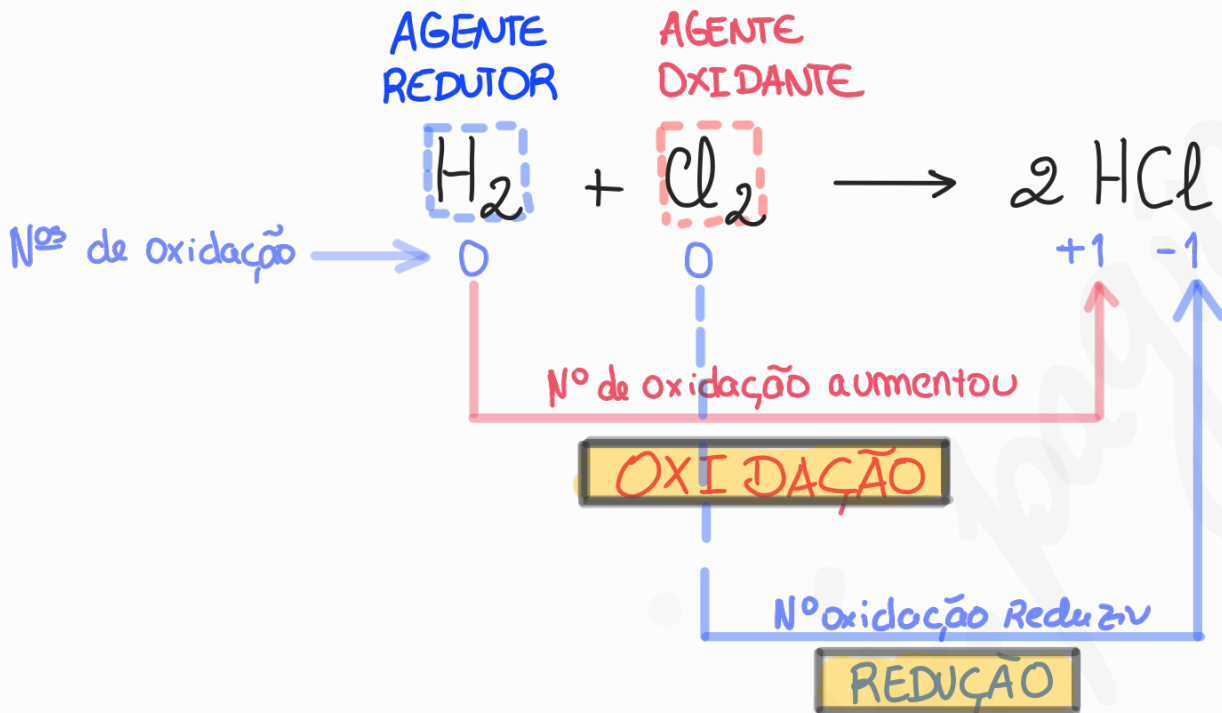 AGENTE
REDUTOR
AGENTE
OXIDANTE
H₂ + Cl₂ → 2 HCl
Nºs de oxidação → 0 0 +1 -1
Nº de oxidação aumentou
OXIDAÇÃO
Nº oxidação Reduziu
REDUÇÃO